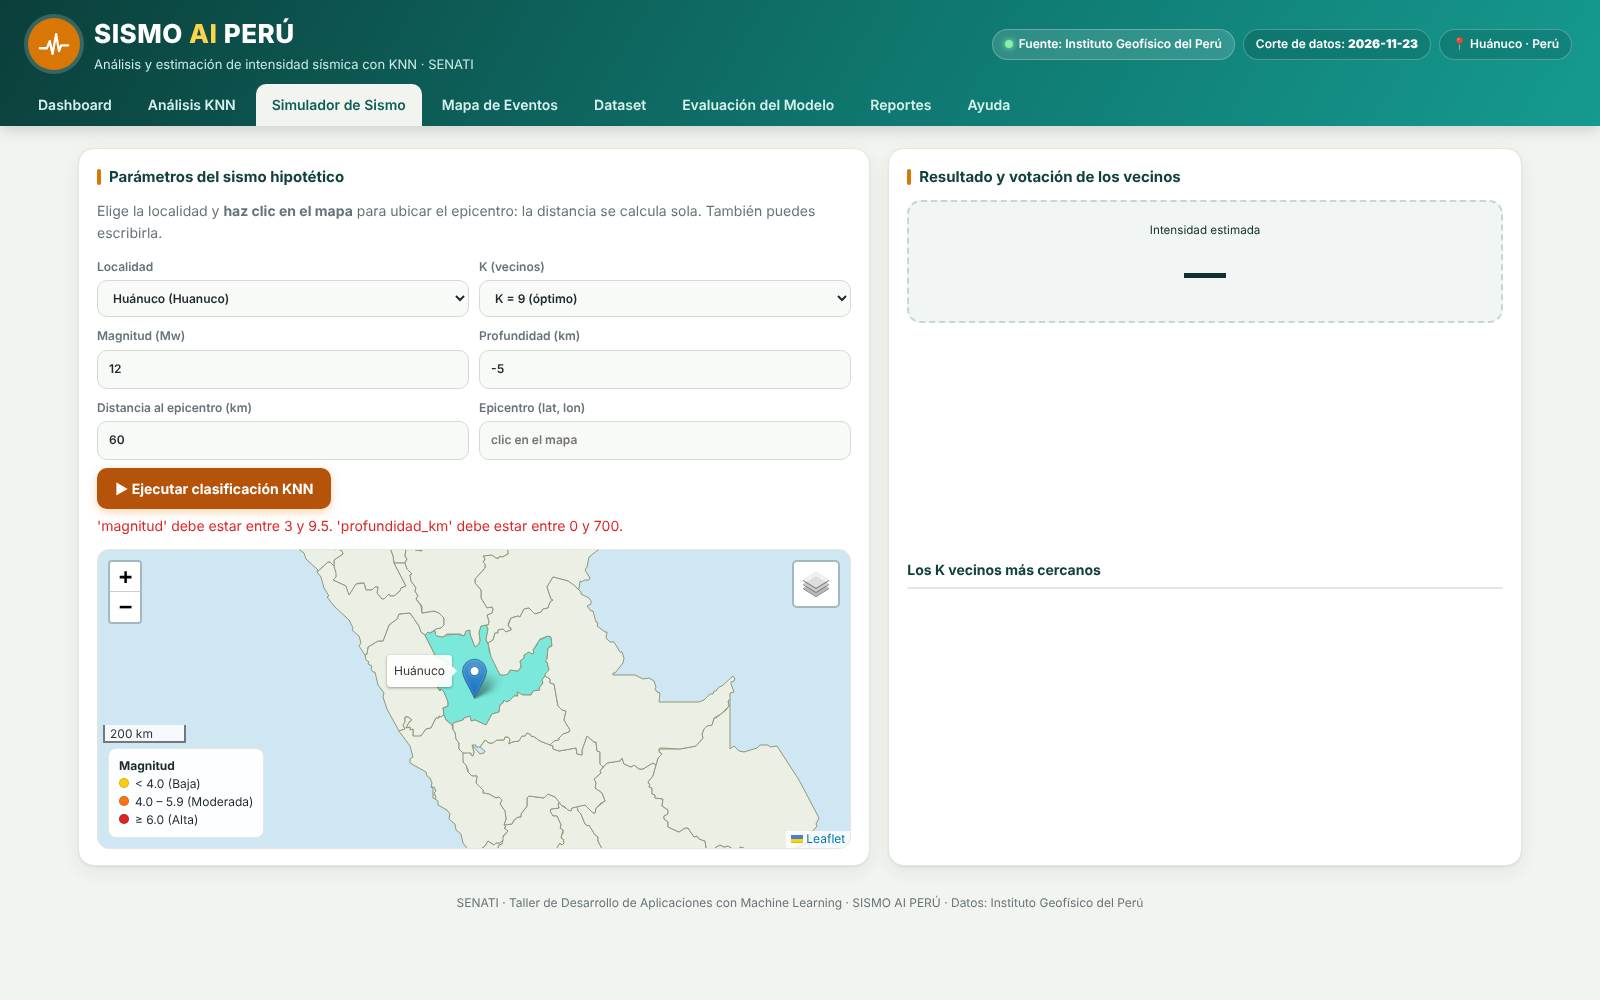 SISMO AI PERÚ
Análisis y estimación de intensidad sísmica con KNN · SENATI
Fuente: Instituto Geofísico del Perú
Corte de datos: 2026-11-23
Huánuco · Perú
Dashboard
Análisis KNN
Simulador de Sismo
Mapa de Eventos
Dataset
Evaluación del Modelo
Reportes
Ayuda
Parámetros del sismo hipotético
Elige la localidad y haz clic en el mapa para ubicar el epicentro: la distancia se calcula sola. También puedes
escribirla.
Localidad
K (vecinos)
Huánuco (Huanuco)
K = 9 (óptimo)
Magnitud (Mw)
Profundidad (km)
12
-5
Distancia al epicentro (km)
Epicentro (lat, lon)
60
clic en el mapa
▶ Ejecutar clasificación KNN
'magnitud' debe estar entre 3 y 9.5. 'profundidad_km' debe estar entre 0 y 700.
+
−
Huánuco
200 km
Magnitud
< 4.0 (Baja)
4.0 – 5.9 (Moderada)
≥ 6.0 (Alta)
Leaflet
Resultado y votación de los vecinos
Intensidad estimada
—
Los K vecinos más cercanos
SENATI · Taller de Desarrollo de Aplicaciones con Machine Learning · SISMO AI PERÚ · Datos: Instituto Geofísico del Perú